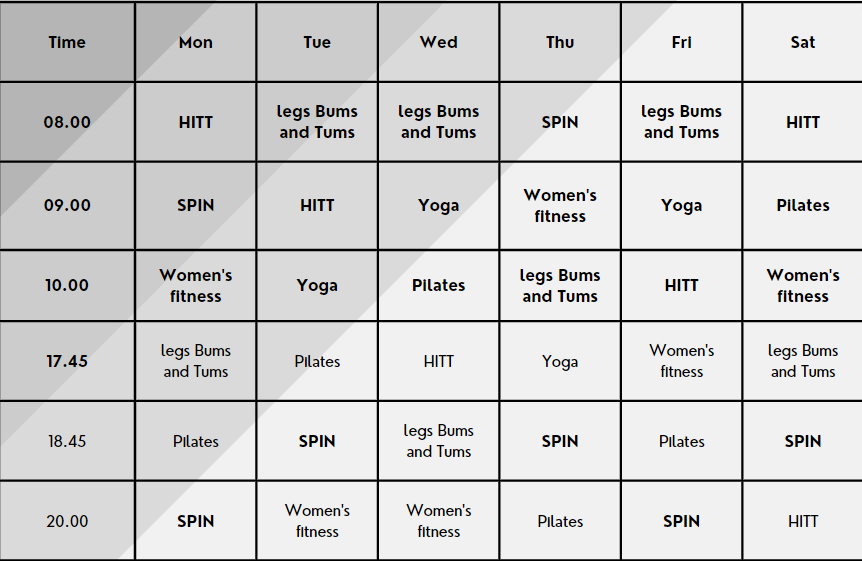 Time Mon Tue Wed Thu Fri Sat
08.00 HITT legs Bums and Tums legs Bums and Tums SPIN legs Bums and Tums HITT
09.00 SPIN HITT Yoga Women's fitness Yoga Pilates
10.00 Women's fitness Yoga Pilates legs Bums and Tums HITT Women's fitness
17.45 legs Bums and Tums Pilates HITT Yoga Women's fitness legs Bums and Tums
18.45 Pilates SPIN legs Bums and Tums SPIN Pilates SPIN
20.00 SPIN Women's fitness Women's fitness Pilates SPIN HITT